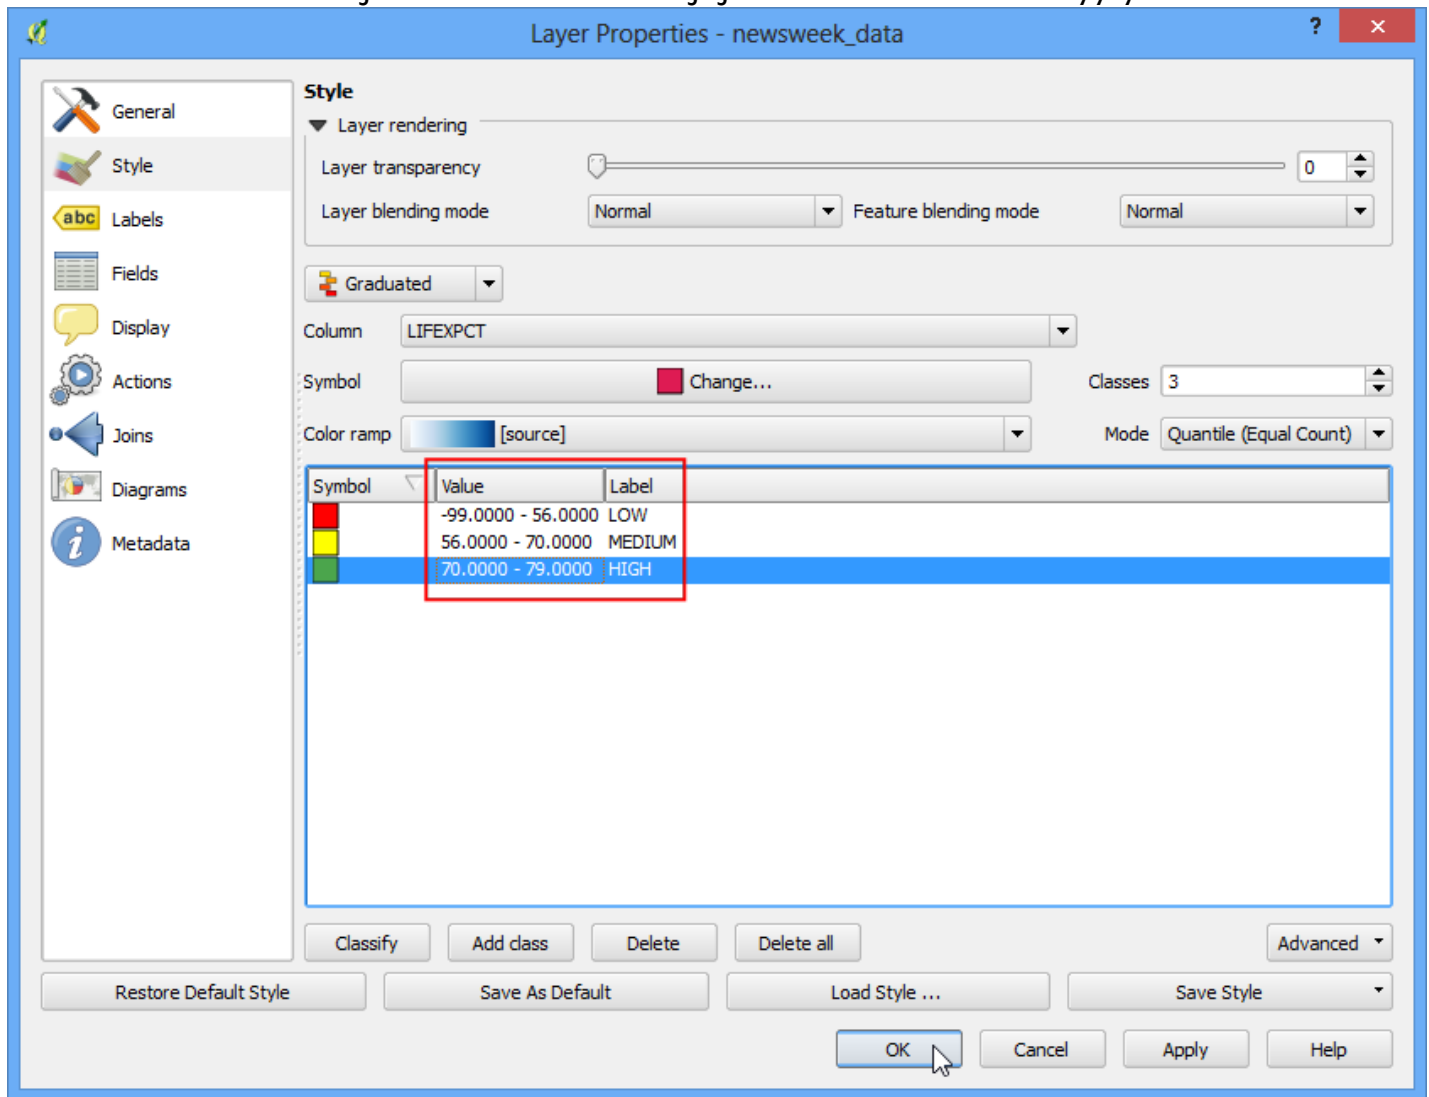 Layer Properties - newsweek_data
? ×
General
Style
abc Labels
Fields
Display
Actions
Joins
Diagrams
i Metadata
Style
Layer rendering
Layer transparency 0
Layer blending mode Normal Feature blending mode Normal
Graduated
Column LIFEXPCT
Symbol Change... Classes 3
Color ramp [source] Mode Quantile (Equal Count)
Symbol Value Label
-99.0000 - 56.0000 LOW
56.0000 - 70.0000 MEDIUM
70.0000 - 79.0000 HIGH
Classify Add class Delete Delete all Advanced
Restore Default Style Save As Default Load Style ... Save Style
OK Cancel Apply Help